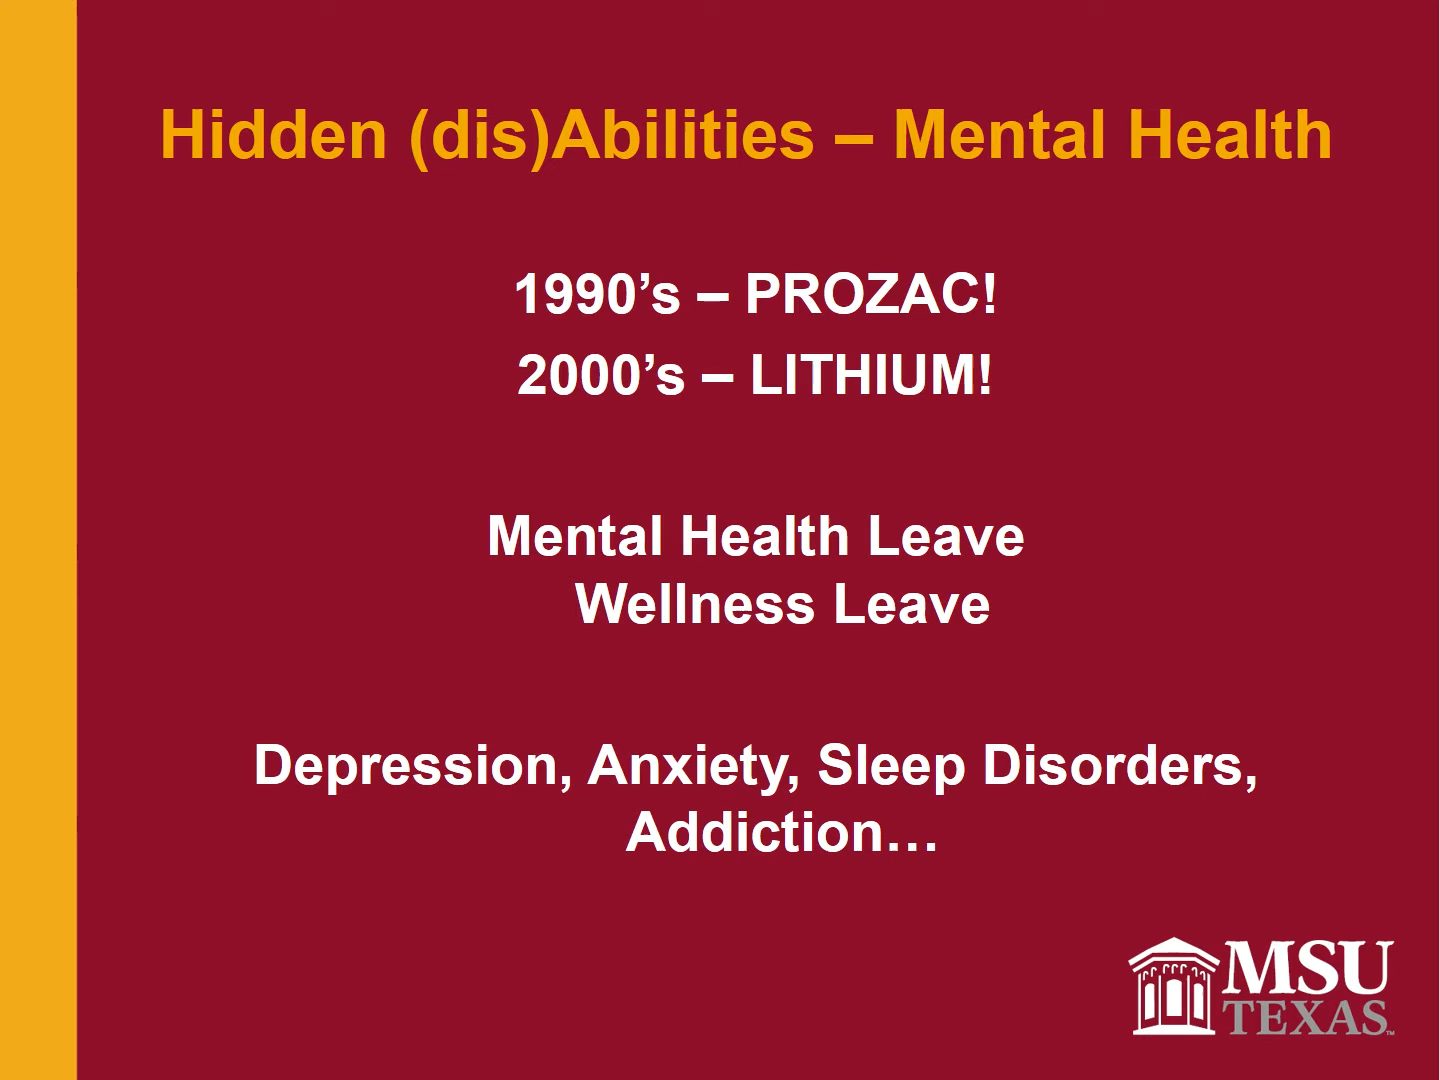 Hidden (dis)Abilities – Mental Health
1990’s – PROZAC!
2000’s – LITHIUM!
Mental Health Leave
Wellness Leave
Depression, Anxiety, Sleep Disorders,
Addiction…
MSU
TEXAS™